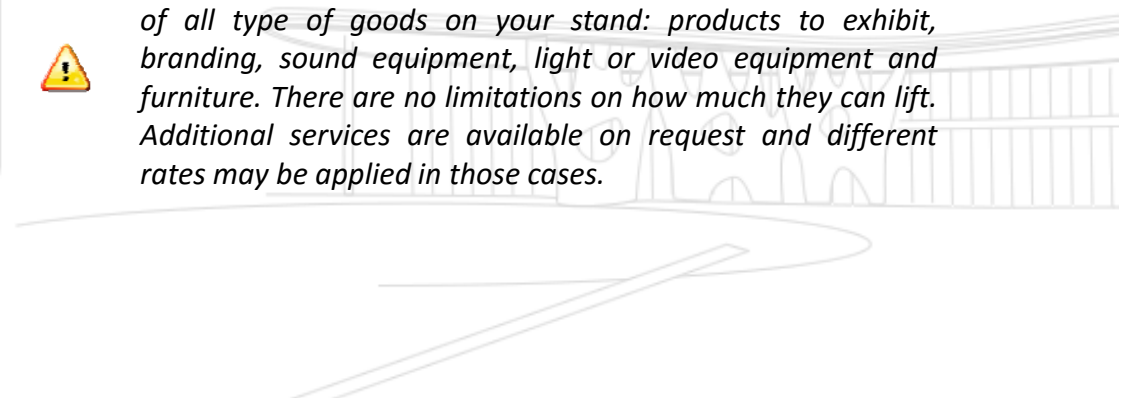 of all type of goods on your stand: products to exhibit,
branding, sound equipment, light or video equipment and
furniture. There are no limitations on how much they can lift.
Additional services are available on request and different
rates may be applied in those cases.